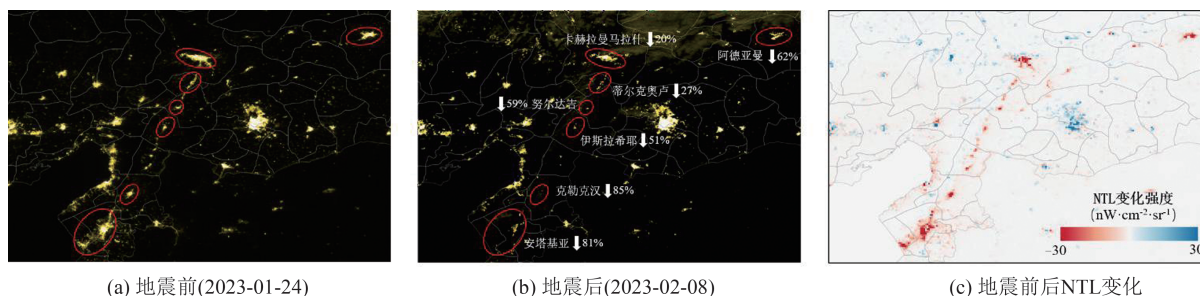 卡赫拉曼马拉什 20%
阿德亚曼 62%
蒂尔克奥卢 27%
59% 努尔达吉
伊斯拉希耶 51%
克勒克汉 85%
安塔基亚 81%
NTL变化强度
(nW·cm⁻²·sr⁻¹)
−30 30
(a) 地震前(2023-01-24)
(b) 地震后(2023-02-08)
(c) 地震前后NTL变化